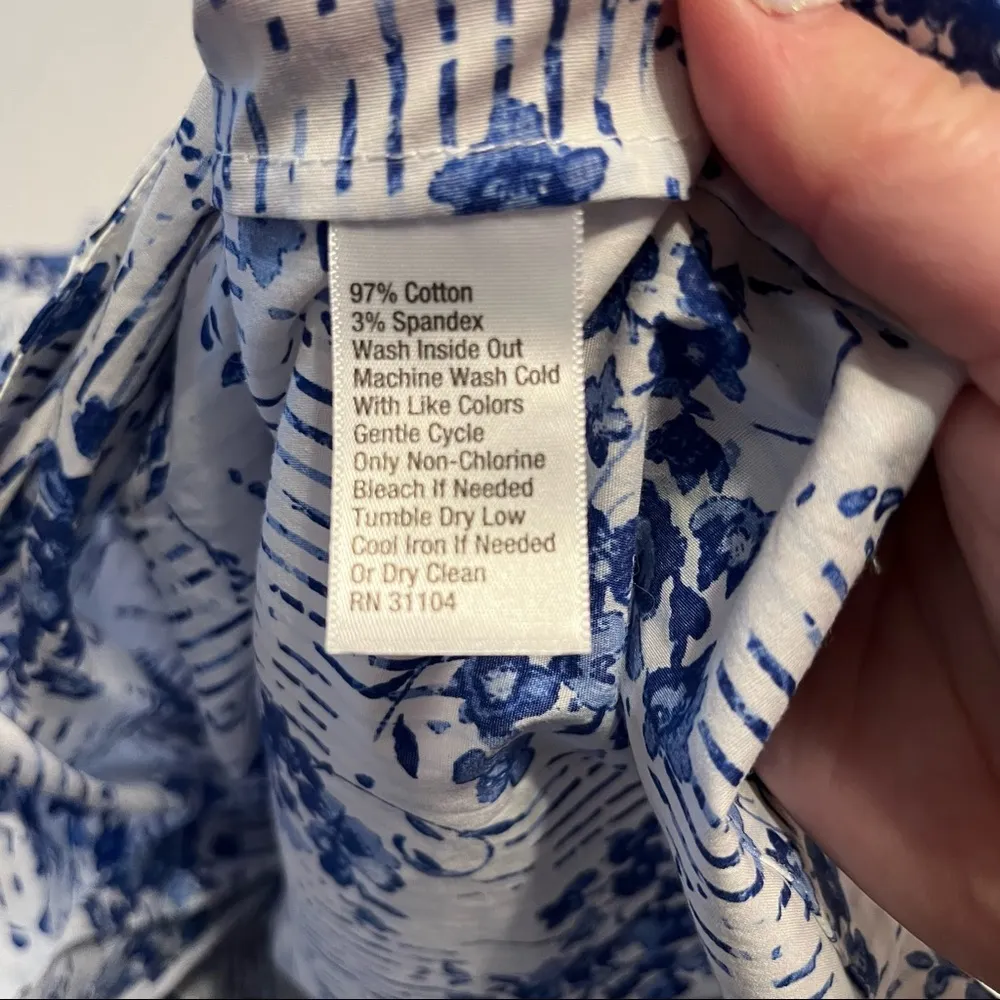 97% Cotton
3% Spandex
Wash Inside Out
Machine Wash Cold
With Like Colors
Gentle Cycle
Only Non-Chlorine
Bleach If Needed
Tumble Dry Low
Cool Iron If Needed
Or Dry Clean
RN 31104